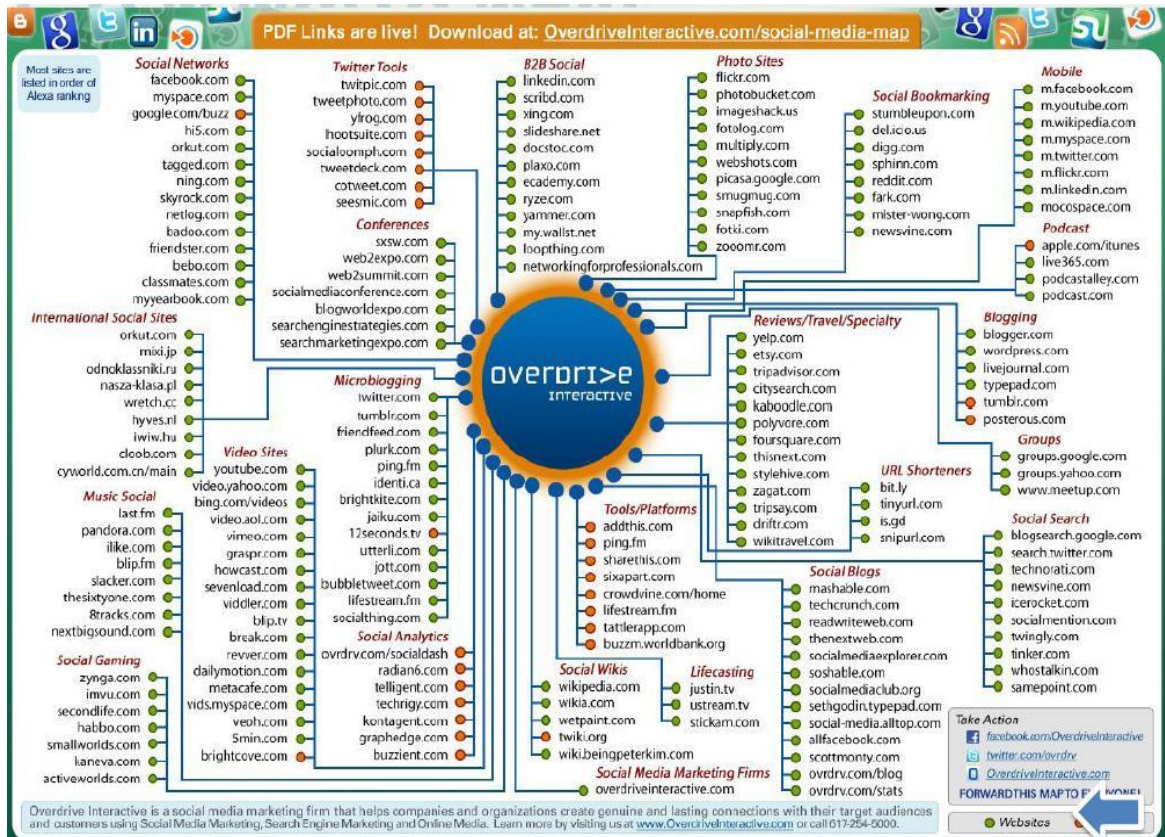 PDF Links are live! Download at: OverdriveInteractive.com/social-media-map
Most sites are
listed in order of
Alexa rankng
Social Networks
facebook.com
myspace.com
google.com/buzz
hi5.com
orkut.com
tagged.com
ning.com
skyrock.com
netlog.com
badoo.com
friendster.com
bebo.com
classmates.com
myyearbook.com
Twitter Tools
twitpic.com
tweetphoto.com
yfrog.com
hootsuite.com
socialoomph.com
tweetdeck.com
cotweet.com
seesmic.com
Conferences
sxsw.com
web2expo.com
web2summit.com
socialmediaconference.com
blogworldexpo.com
searchenginestrategies.com
searchmarketingexpo.com
B2B Social
linkedin.com
scribd.com
xing.com
slideshare.net
docstoc.com
plaxo.com
ecademy.com
ryze.com
yammer.com
my.wallst.net
loopthing.com
networkingforprofessionals.com
Photo Sites
flickr.com
photobucket.com
imageshack.us
fotolog.com
multiply.com
webshots.com
picasa.google.com
smugmug.com
snapfish.com
fotki.com
zooomr.com
Social Bookmarking
stumbleupon.com
del.icio.us
digg.com
sphinn.com
reddit.com
fark.com
mister-wong.com
newsvine.com
Mobile
m.facebook.com
m.youtube.com
m.wikipedia.com
m.myspace.com
m.twitter.com
m.flickr.com
m.linkedin.com
mocospace.com
Podcast
apple.com/itunes
live365.com
podcastalley.com
podcast.com
International Social Sites
orkut.com
mixi.jp
odnoklassniki.ru
nasza-klasa.pl
wretch.cc
hyves.nl
iwiw.hu
cloob.com
cyworld.com.cn/main
Microblogging
twitter.com
tumblr.com
friendfeed.com
plurk.com
ping.fm
identi.ca
brightkite.com
jaiku.com
12seconds.tv
utterli.com
jott.com
bubbletweet.com
lifestream.fm
socialthing.com
overdri>e
interactive
Reviews/Travel/Specialty
yelp.com
etsy.com
tripadvisor.com
citysearch.com
kaboodle.com
polyvore.com
foursquare.com
thisnext.com
stylehive.com
zagat.com
tripsay.com
driftr.com
wikitravel.com
Blogging
blogger.com
wordpress.com
livejournal.com
typepad.com
tumblr.com
posterous.com
Groups
groups.google.com
groups.yahoo.com
www.meetup.com
URL Shorteners
bit.ly
tinyurl.com
is.gd
snipurl.com
Video Sites
youtube.com
video.yahoo.com
bing.com/videos
video.aol.com
vimeo.com
graspr.com
howcast.com
sevenload.com
viddler.com
blip.tv
break.com
revver.com
dailymotion.com
metacafe.com
vids.myspace.com
veoh.com
5min.com
brightcove.com
Music Social
last.fm
pandora.com
ilike.com
blip.fm
slacker.com
thesixtyone.com
8tracks.com
nextbigsound.com
Social Gaming
zynga.com
imvu.com
secondlife.com
habbo.com
smallworlds.com
kaneva.com
activeworlds.com
Social Analytics
ovrdrv.com/socialdash
radian6.com
telligent.com
techrigy.com
kontagent.com
graphedge.com
buzzient.com
Tools/Platforms
addthis.com
ping.fm
sharethis.com
sixapart.com
crowdvine.com/home
lifestream.fm
tattlerapp.com
buzzm.worldbank.org
Social Wikis
wikipedia.com
wikia.com
wetpaint.com
twiki.org
wiki.beingpeterkim.com
Lifecasting
justin.tv
ustream.tv
stickam.com
Social Media Marketing Firms
overdriveinteractive.com
Social Blogs
mashable.com
techcrunch.com
readwriteweb.com
thenextweb.com
socialmediaexplorer.com
soshable.com
socialmediaclub.org
sethgodin.typepad.com
social-media.alltop.com
allfacebook.com
scottmonty.com
ovrdrv.com/blog
ovrdrv.com/stats
Social Search
blogsearch.google.com
search.twitter.com
technorati.com
newsvine.com
icerocket.com
socialmention.com
twingly.com
tinker.com
whostalkin.com
samepoint.com
Take Action
facebook.com/OverdriveInteractive
twitter.com/ovrdrv
OverdriveInteractive.com
FORWARD THIS MAP TO
Websites
Overdrive Interactive is a social media marketing firm that helps companies and organizations create genuine and lasting connections with their target audiences
and customers using Social Media Marketing, Search Engine Marketing and Online Media. Learn more by visiting us at www.OverdriveInteractive.com or call 617-254-5000.